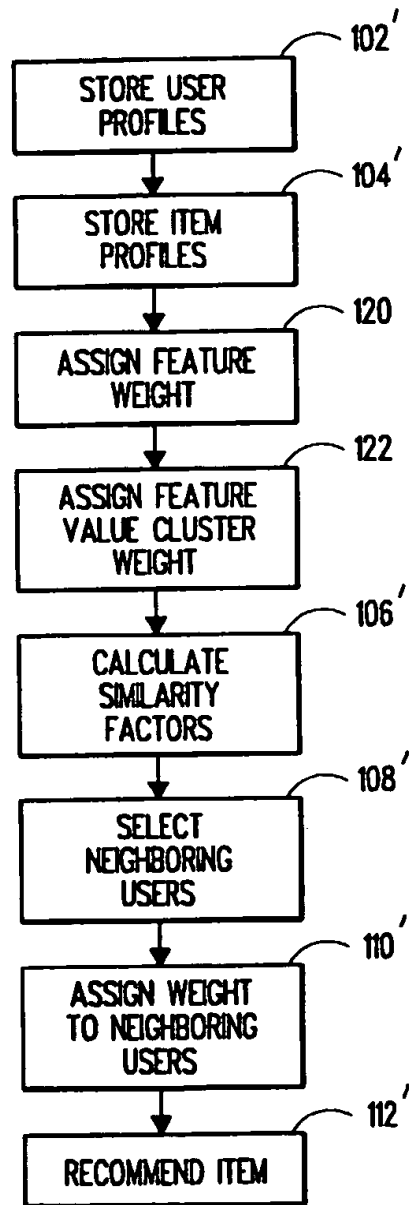 102'
STORE USER
PROFILES
104'
STORE ITEM
PROFILES
120
ASSIGN FEATURE
WEIGHT
122
ASSIGN FEATURE
VALUE CLUSTER
WEIGHT
106'
CALCULATE
SIMILARITY
FACTORS
108'
SELECT
NEIGHBORING
USERS
110'
ASSIGN WEIGHT
TO NEIGHBORING
USERS
112'
RECOMMEND ITEM